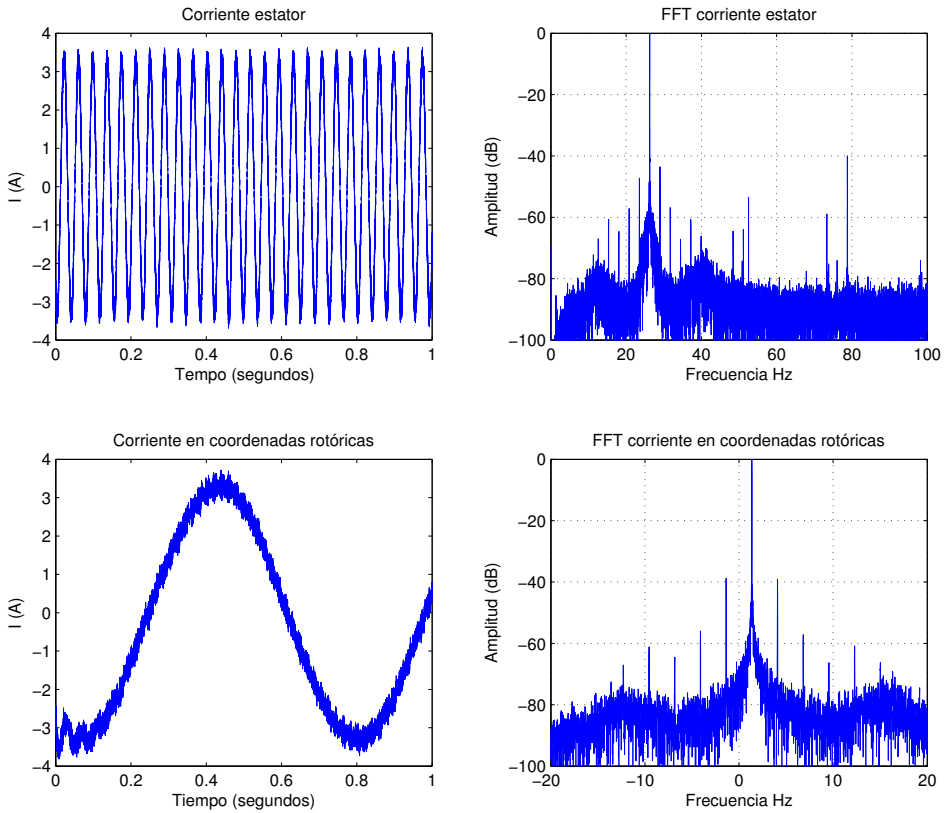 Corriente estator
4
3
2
1
0
−1
−2
−3
−4
I (A)
0 0.2 0.4 0.6 0.8 1
Tempo (segundos)
FFT corriente estator
0
−20
−40
−60
−80
−100
Amplitud (dB)
0 20 40 60 80 100
Frecuencia Hz
Corriente en coordenadas rotóricas
4
3
2
1
0
−1
−2
−3
−4
I (A)
0 0.2 0.4 0.6 0.8 1
Tiempo (segundos)
FFT corriente en coordenadas rotóricas
0
−20
−40
−60
−80
−100
Amplitud (dB)
−20 −10 0 10 20
Frecuencia Hz